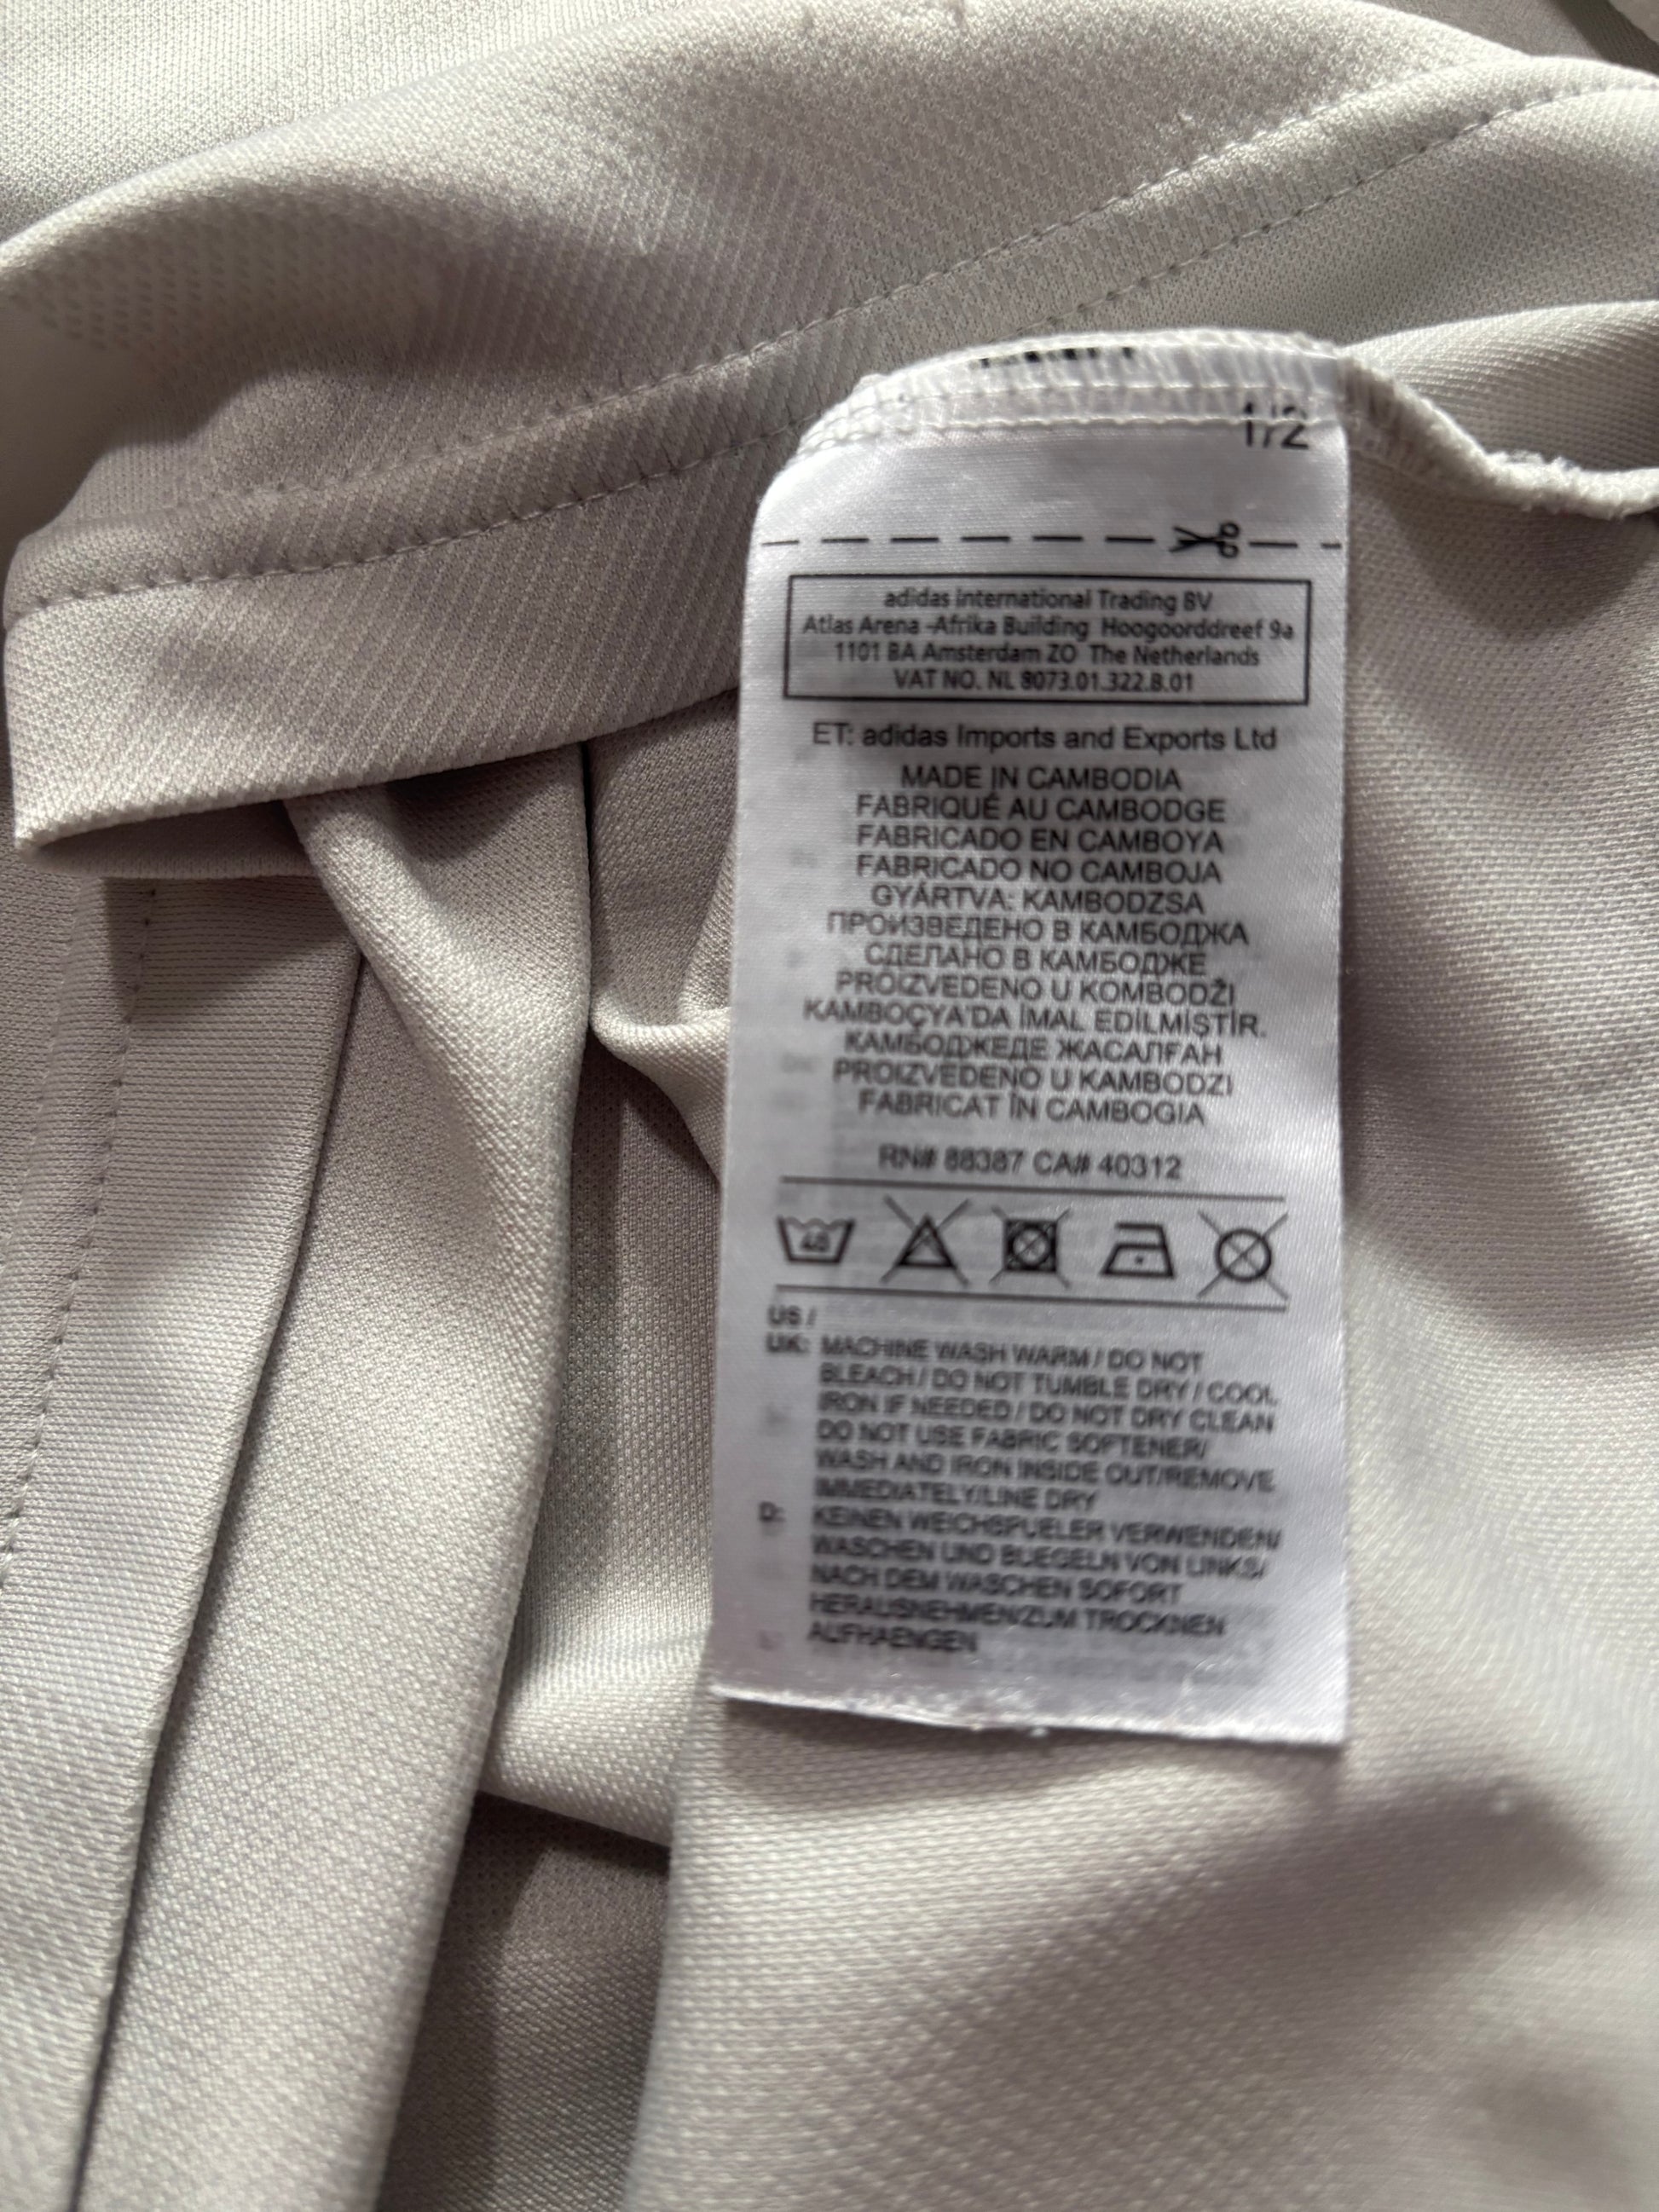 1/2
adidas International Trading BV
Atlas Arena -Afrika Building Hoogoorddreef 9a
1101 BA Amsterdam ZO The Netherlands
VAT NO. NL 8073.01.322.B.01
ET: adidas Imports and Exports Ltd
MADE IN CAMBODIA
FABRIQUÉ AU CAMBODGE
FABRICADO EN CAMBOYA
FABRICADO NO CAMBOJA
GYÁRTVA: KAMBODZSA
ПРОИЗВЕДЕНО В КАМБОДЖА
СДЕЛАНО В КАМБОДЖЕ
PROIZVEDENO U KOMBODŽI
KAMBOÇYA'DA İMAL EDİLMİŞTİR.
КАМБОДЖЕДЕ ЖАСАЛҒАН
PROIZVEDENO U KAMBODZI
FABRICAT ÎN CAMBOGIA
RN# 88387 CA# 40312
40
US /
UK: MACHINE WASH WARM / DO NOT
BLEACH / DO NOT TUMBLE DRY / COOL
IRON IF NEEDED / DO NOT DRY CLEAN
DO NOT USE FABRIC SOFTENER/
WASH AND IRON INSIDE OUT/REMOVE
IMMEDIATELY/LINE DRY
D: KEINEN WEICHSPUELER VERWENDEN/
WASCHEN UND BUEGELN VON LINKS/
NACH DEM WASCHEN SOFORT
HERAUSNEHMEN/ZUM TROCKNEN
AUFHAENGEN